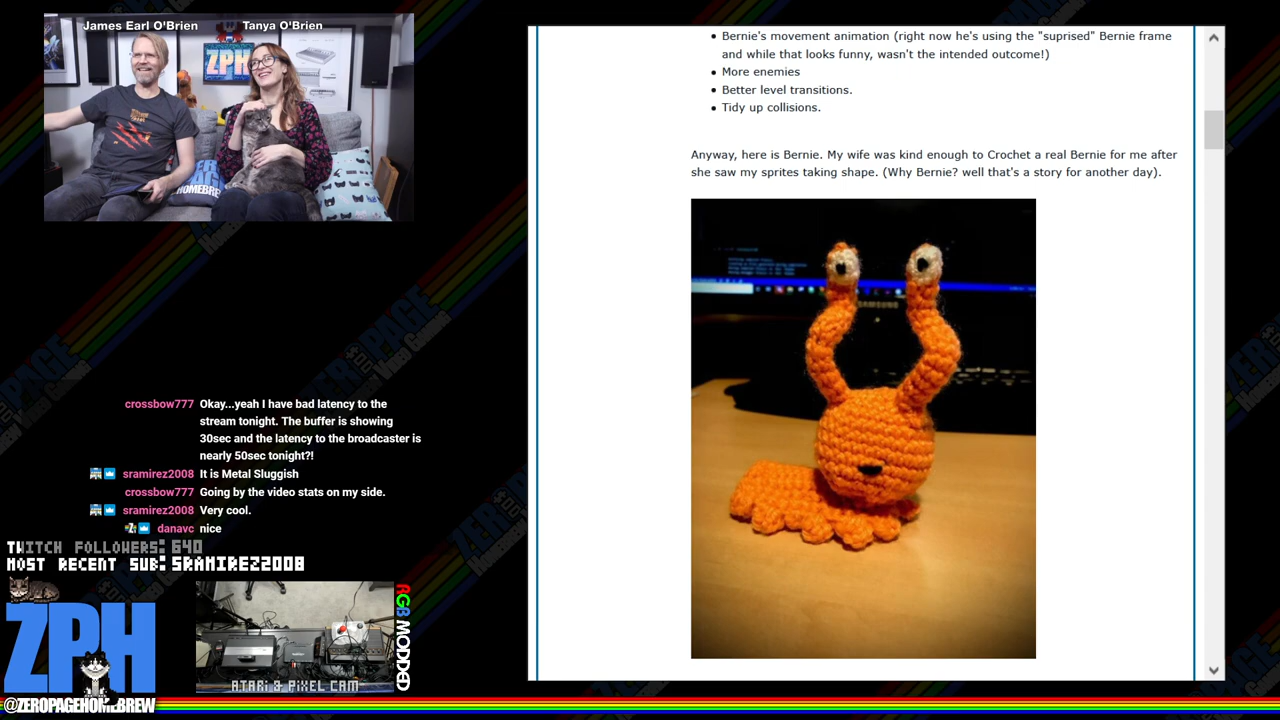 James Earl O'Brien
Tanya O'Brien
ZPH
ZERO PAGE
HOMEBREW
• Bernie's movement animation (right now he's using the "suprised" Bernie frame
and while that looks funny, wasn't the intended outcome!)
• More enemies
• Better level transitions.
• Tidy up collisions.
Anyway, here is Bernie. My wife was kind enough to Crochet a real Bernie for me after
she saw my sprites taking shape. (Why Bernie? well that's a story for another day).
SAMSUNG
crossbow777 Okay...yeah I have bad latency to the
stream tonight. The buffer is showing
30sec and the latency to the broadcaster is
nearly 50sec tonight?!
sramirez2008 It is Metal Sluggish
crossbow777 Going by the video stats on my side.
sramirez2008 Very cool.
danavc nice
TWITCH FOLLOWERS: 640
MOST RECENT SUB: SRAMIREZ2008
ZPH
@ZEROPAGEHOMEBREW
ATARI & PIXEL CAM
RGB MODDED